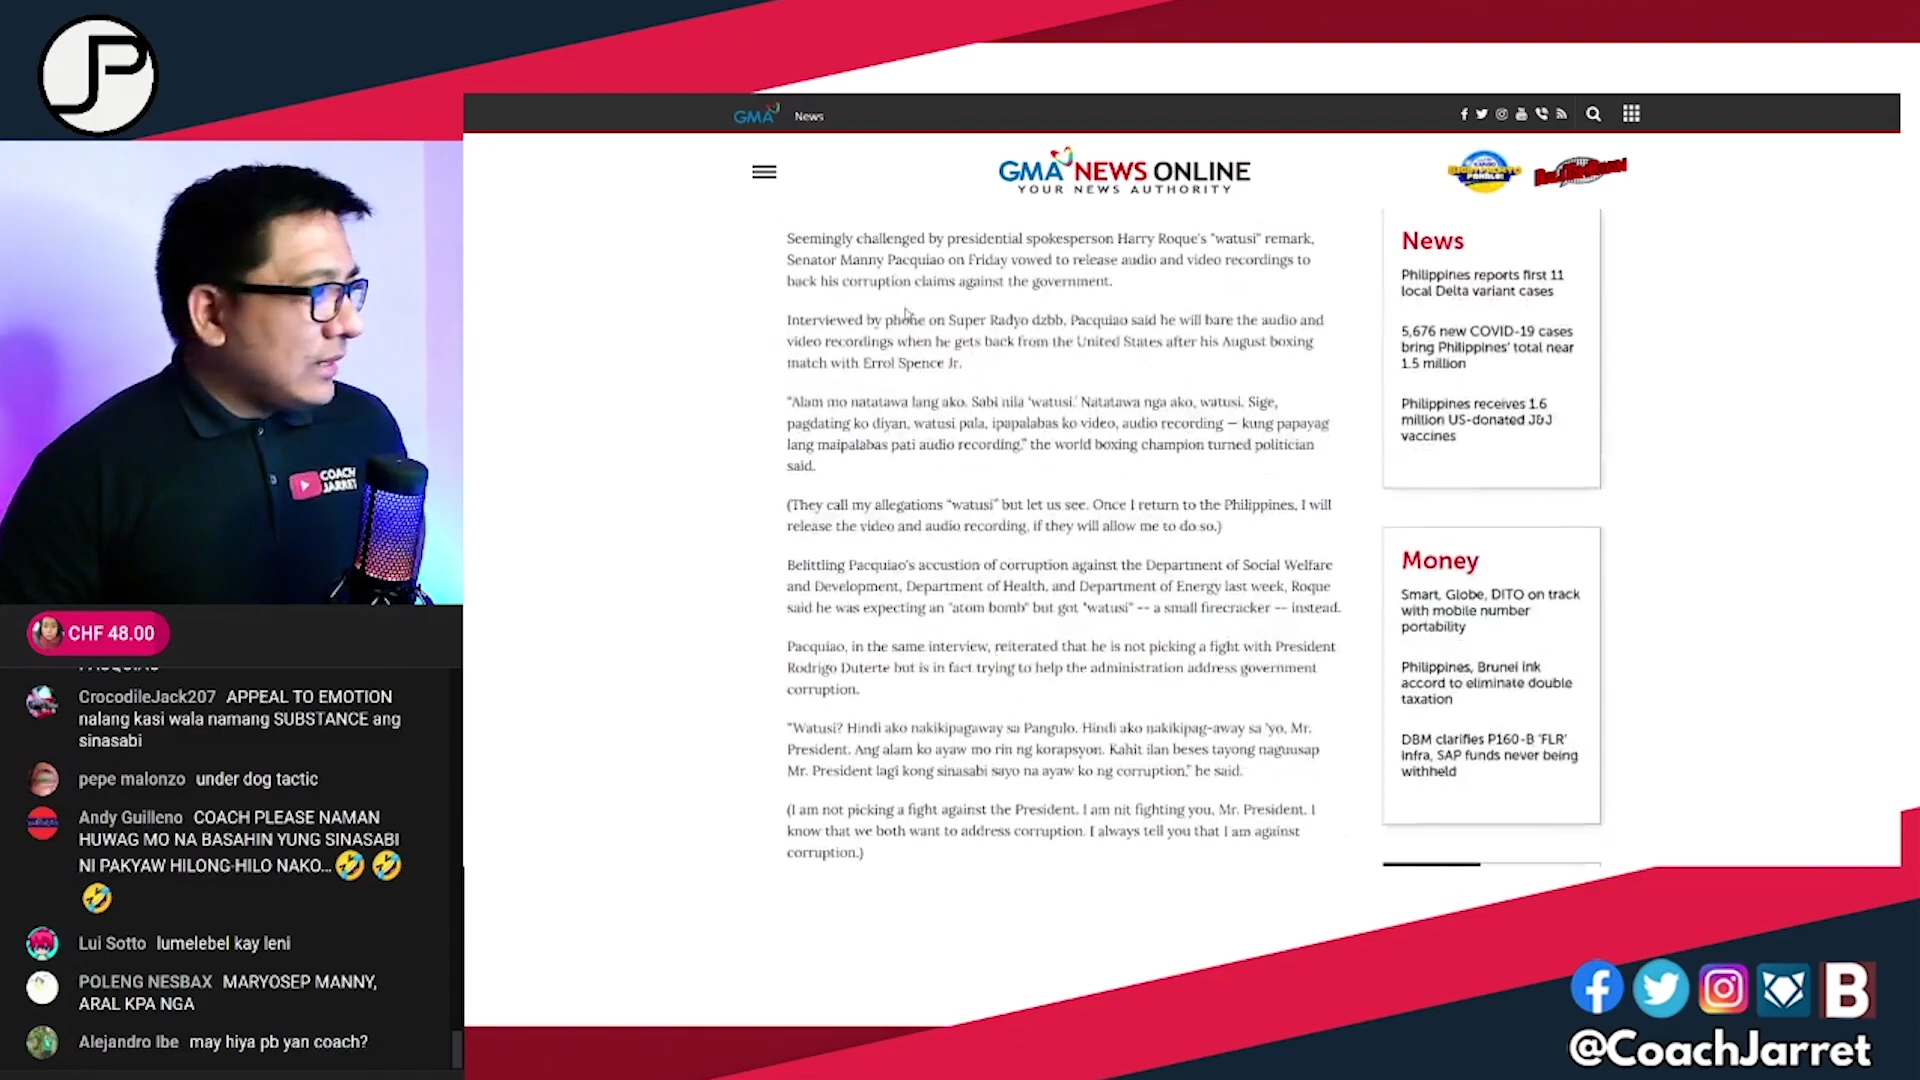 JP
GMA News
GMA NEWS ONLINE
YOUR NEWS AUTHORITY
Seemingly challenged by presidential spokesperson Harry Roque's "watusi" remark,
Senator Manny Pacquiao on Friday vowed to release audio and video recordings to
back his corruption claims against the government.
Interviewed by phone on Super Radyo dzbb, Pacquiao said he will bare the audio and
video recordings when he gets back from the United States after his August boxing
match with Errol Spence Jr.
"Alam mo natatawa lang ako. Sabi nila 'watusi.' Natatawa nga ako, watusi. Sige,
pagdating ko diyan, watusi pala, ipapalabas ko video, audio recording — kung papayag
lang maipalabas pati audio recording," the world boxing champion turned politician
said.
(They call my allegations "watusi" but let us see. Once I return to the Philippines, I will
release the video and audio recording, if they will allow me to do so.)
Belittling Pacquiao's accustion of corruption against the Department of Social Welfare
and Development, Department of Health, and Department of Energy last week, Roque
said he was expecting an "atom bomb" but got "watusi" -- a small firecracker -- instead.
Pacquiao, in the same interview, reiterated that he is not picking a fight with President
Rodrigo Duterte but is in fact trying to help the administration address government
corruption.
"Watusi? Hindi ako nakikipagaway sa Pangulo. Hindi ako nakikipag-away sa 'yo, Mr.
President. Ang alam ko ayaw mo rin ng korapsyon. Kahit ilan beses tayong naguusap
Mr. President lagi kong sinasabi sayo na ayaw ko ng corruption," he said.
(I am not picking a fight against the President. I am nit fighting you, Mr. President. I
know that we both want to address corruption. I always tell you that I am against
corruption.)
News
Philippines reports first 11
local Delta variant cases
5,676 new COVID-19 cases
bring Philippines' total near
1.5 million
Philippines receives 1.6
million US-donated J&J
vaccines
Money
Smart, Globe, DITO on track
with mobile number
portability
Philippines, Brunei ink
accord to eliminate double
taxation
DBM clarifies P160-B 'FLR'
infra, SAP funds never being
withheld
COACH
JARRET
CHF 48.00
CrocodileJack207 APPEAL TO EMOTION
nalang kasi wala namang SUBSTANCE ang
sinasabi
pepe malonzo under dog tactic
Andy Guilleno COACH PLEASE NAMAN
HUWAG MO NA BASAHIN YUNG SINASABI
NI PAKYAW HILONG-HILO NAKO... 🤣 🤣
🤣
Lui Sotto lumelebel kay leni
POLENG NESBAX MARYOSEP MANNY,
ARAL KPA NGA
Alejandro Ibe may hiya pb yan coach?
B
@CoachJarret